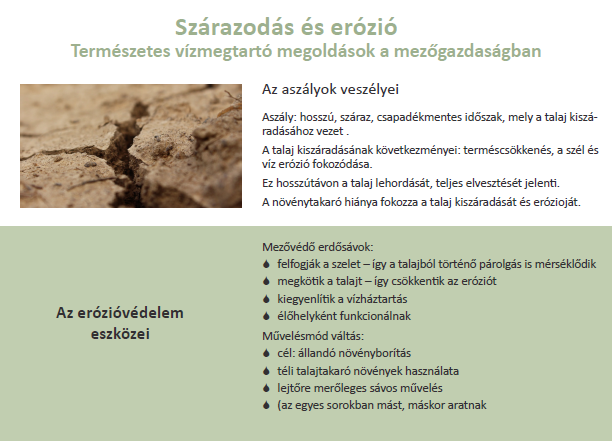 Szárazodás és erózió
Természetes vízmegtartó megoldások a mezőgazdaságban
Az aszályok veszélyei
Aszály: hosszú, száraz, csapadékmentes időszak, mely a talaj kiszá-
radásához vezet .
A talaj kiszáradásának következményei: terméscsökkenés, a szél és
víz erózió fokozódása.
Ez hosszútávon a talaj lehordását, teljes elvesztését jelenti.
A növénytakaró hiánya fokozza a talaj kiszáradását és erózioját.
Az erózióvédelem
eszközei
Mezővédő erdősávok:
felfogják a szelet – így a talajból történő párolgás is mérséklődik
megkötik a talajt – így csökkentik az eróziót
kiegyenlítik a vízháztartás
élőhelyként funkcionálnak
Művelésmód váltás:
cél: állandó növényborítás
téli talajtakaró növények használata
lejtőre merőleges sávos művelés
(az egyes sorokban mást, máskor aratnak